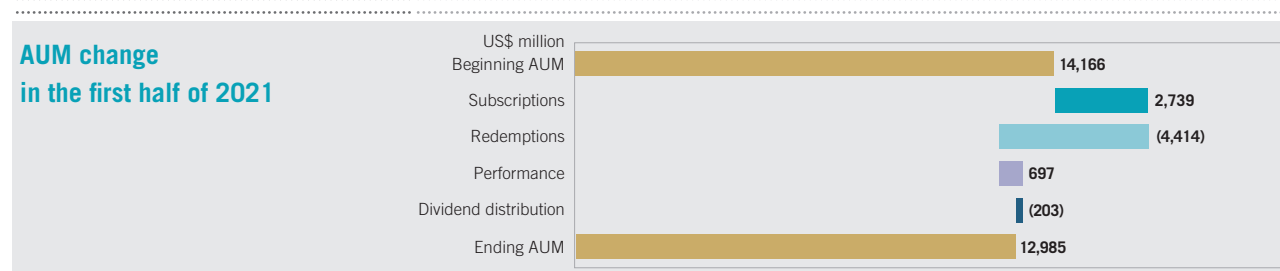 AUM change
in the first half of 2021
US$ million
Beginning AUM 14,166
Subscriptions 2,739
Redemptions (4,414)
Performance 697
Dividend distribution (203)
Ending AUM 12,985